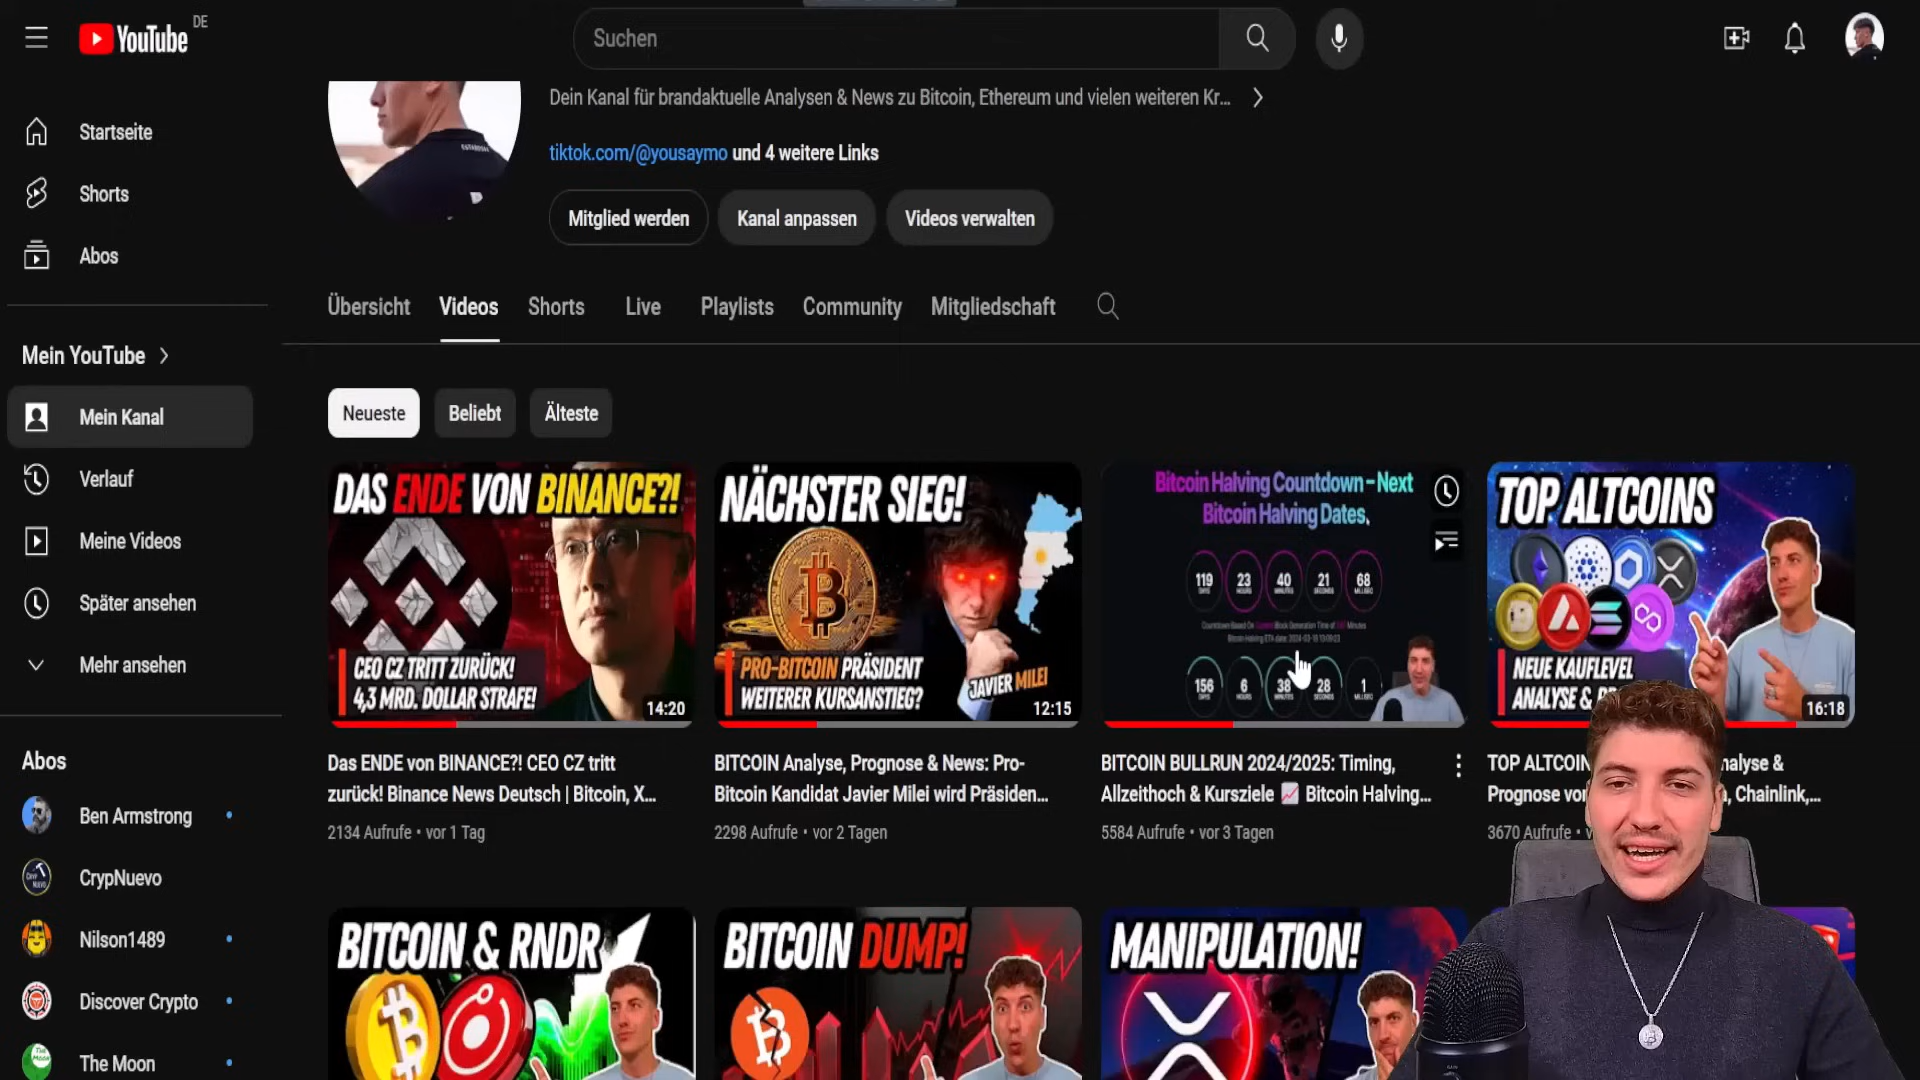 YouTube DE
Suchen
Startseite
Shorts
Abos
Mein YouTube
Mein Kanal
Verlauf
Meine Videos
Später ansehen
Mehr ansehen
Abos
Ben Armstrong
CrypNuevo
Nilson1489
Discover Crypto
The Moon
Dein Kanal für brandaktuelle Analysen & News zu Bitcoin, Ethereum und vielen weiteren Kr...
tiktok.com/@yousaymo und 4 weitere Links
Mitglied werden
Kanal anpassen
Videos verwalten
Übersicht
Videos
Shorts
Live
Playlists
Community
Mitgliedschaft
Neueste
Beliebt
Älteste
DAS ENDE VON BINANCE?!
CEO CZ TRITT ZURÜCK!
4,3 MRD. DOLLAR STRAFE!
14:20
Das ENDE von BINANCE?! CEO CZ tritt
zurück! Binance News Deutsch | Bitcoin, X...
2134 Aufrufe • vor 1 Tag
NÄCHSTER SIEG!
PRO-BITCOIN PRÄSIDENT
WEITERER KURSANSTIEG?
JAVIER MILEI
12:15
BITCOIN Analyse, Prognose & News: Pro-
Bitcoin Kandidat Javier Milei wird Präsiden...
2298 Aufrufe • vor 2 Tagen
Bitcoin Halving Countdown – Next
Bitcoin Halving Dates.
119 23 40 21 68
156 6 38 28 1
BITCOIN BULLRUN 2024/2025: Timing,
Allzeithoch & Kursziele 📈 Bitcoin Halving...
5584 Aufrufe • vor 3 Tagen
TOP ALTCOINS
NEUE KAUFLEVEL
ANALYSE &
16:18
TOP ALTCOIN nalyse &
Prognose vo , Chainlink,...
3670 Aufrufe •
BITCOIN & RNDR
BITCOIN DUMP!
MANIPULATION!